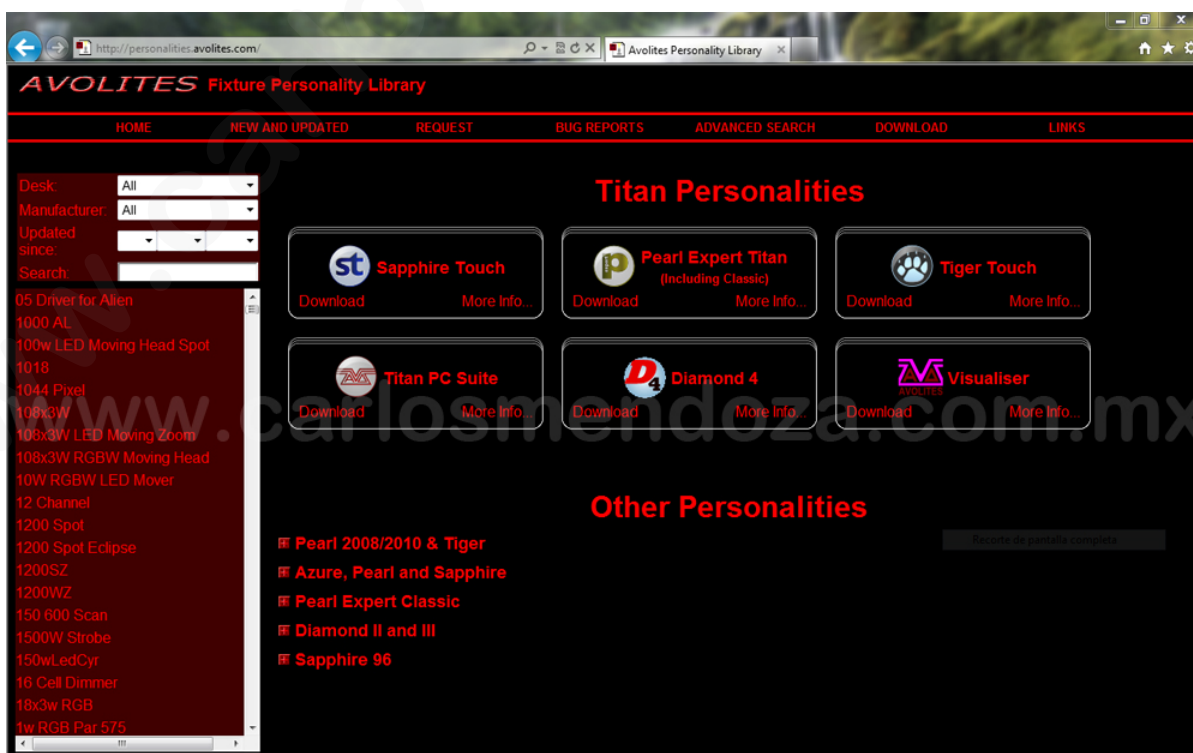 http://personalities.avolites.com/
Avolites Personality Library
AVOLITES Fixture Personality Library
HOME NEW AND UPDATED REQUEST BUG REPORTS ADVANCED SEARCH DOWNLOAD LINKS
Desk: All
Manufacturer: All
Updated since:
Search:
05 Driver for Alien
1000 AL
100w LED Moving Head Spot
1018
1044 Pixel
108x3W
108x3W LED Moving Zoom
108x3W RGBW Moving Head
10W RGBW LED Mover
12 Channel
1200 Spot
1200 Spot Eclipse
1200SZ
1200WZ
150 600 Scan
1500W Strobe
150wLedCyr
16 Cell Dimmer
18x3w RGB
1w RGB Par 575
Titan Personalities
st Sapphire Touch
Download More Info...
Pearl Expert Titan
(Including Classic)
Download More Info...
Tiger Touch
Download More Info...
Titan PC Suite
Download More Info...
D4 Diamond 4
Download More Info...
AVOLITES Visualiser
Download More Info...
www.carlosmendoza.com.mx
Other Personalities
Pearl 2008/2010 & Tiger
Azure, Pearl and Sapphire
Pearl Expert Classic
Diamond II and III
Sapphire 96
Recorte de pantalla completa